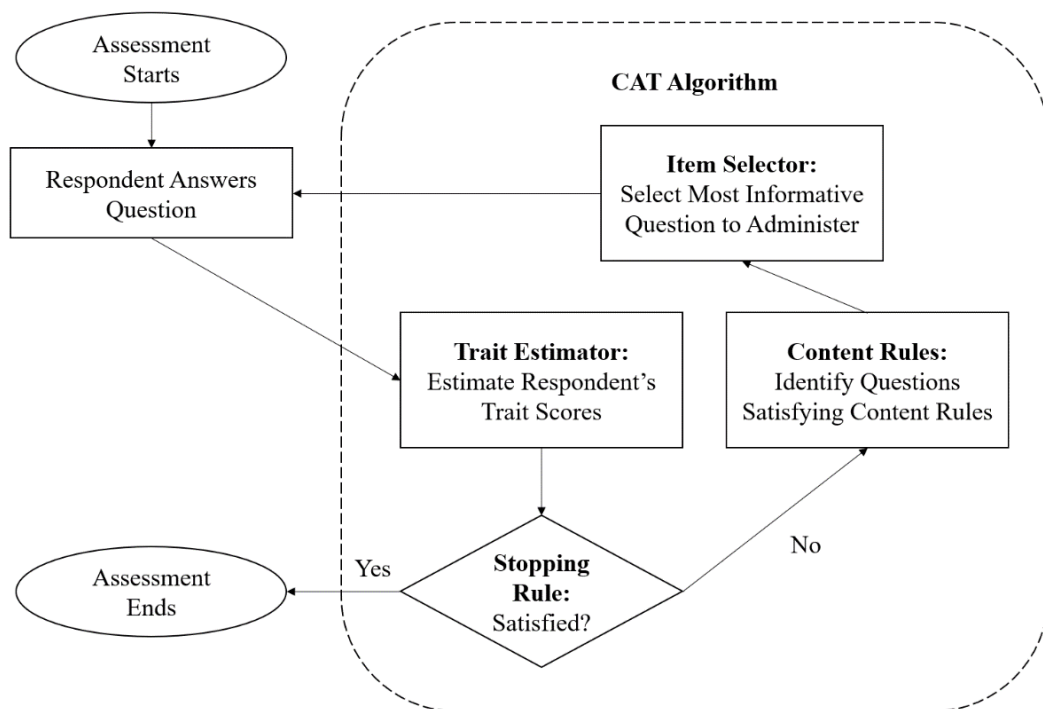 Assessment
Starts
CAT Algorithm
Respondent Answers
Question
Item Selector:
Select Most Informative
Question to Administer
Trait Estimator:
Estimate Respondent’s
Trait Scores
Content Rules:
Identify Questions
Satisfying Content Rules
Assessment
Ends
Yes
Stopping
Rule:
Satisfied?
No